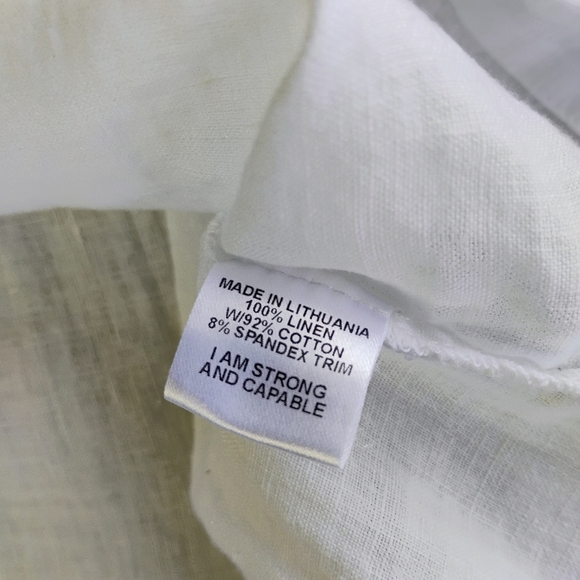 MADE IN LITHUANIA
100% LINEN
W/92% COTTON
8% SPANDEX TRIM
I AM STRONG
AND CAPABLE